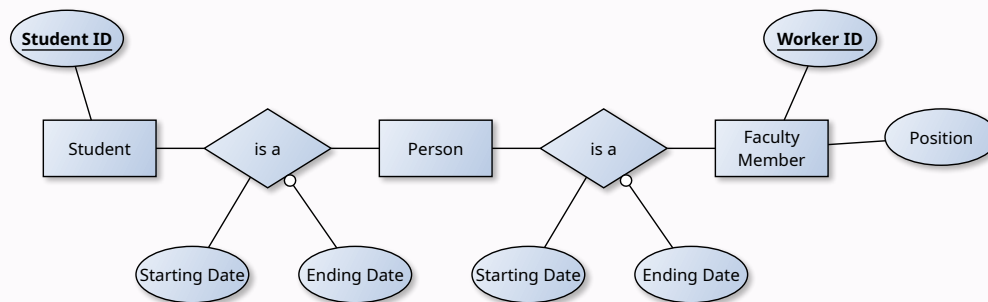 Student ID
Worker ID
Student
is a
Person
is a
Faculty
Member
Position
Starting Date
Ending Date
Starting Date
Ending Date